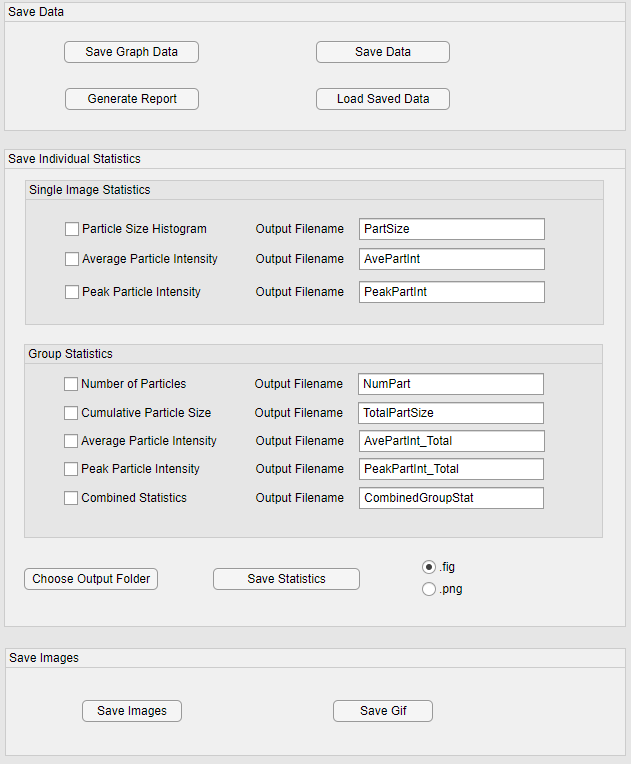 Save Data
Save Graph Data Save Data
Generate Report Load Saved Data
Save Individual Statistics
Single Image Statistics
Particle Size Histogram Output Filename PartSize
Average Particle Intensity Output Filename AvePartInt
Peak Particle Intensity Output Filename PeakPartInt
Group Statistics
Number of Particles Output Filename NumPart
Cumulative Particle Size Output Filename TotalPartSize
Average Particle Intensity Output Filename AvePartInt_Total
Peak Particle Intensity Output Filename PeakPartInt_Total
Combined Statistics Output Filename CombinedGroupStat
.fig
Choose Output Folder Save Statistics
.png
Save Images
Save Images Save Gif